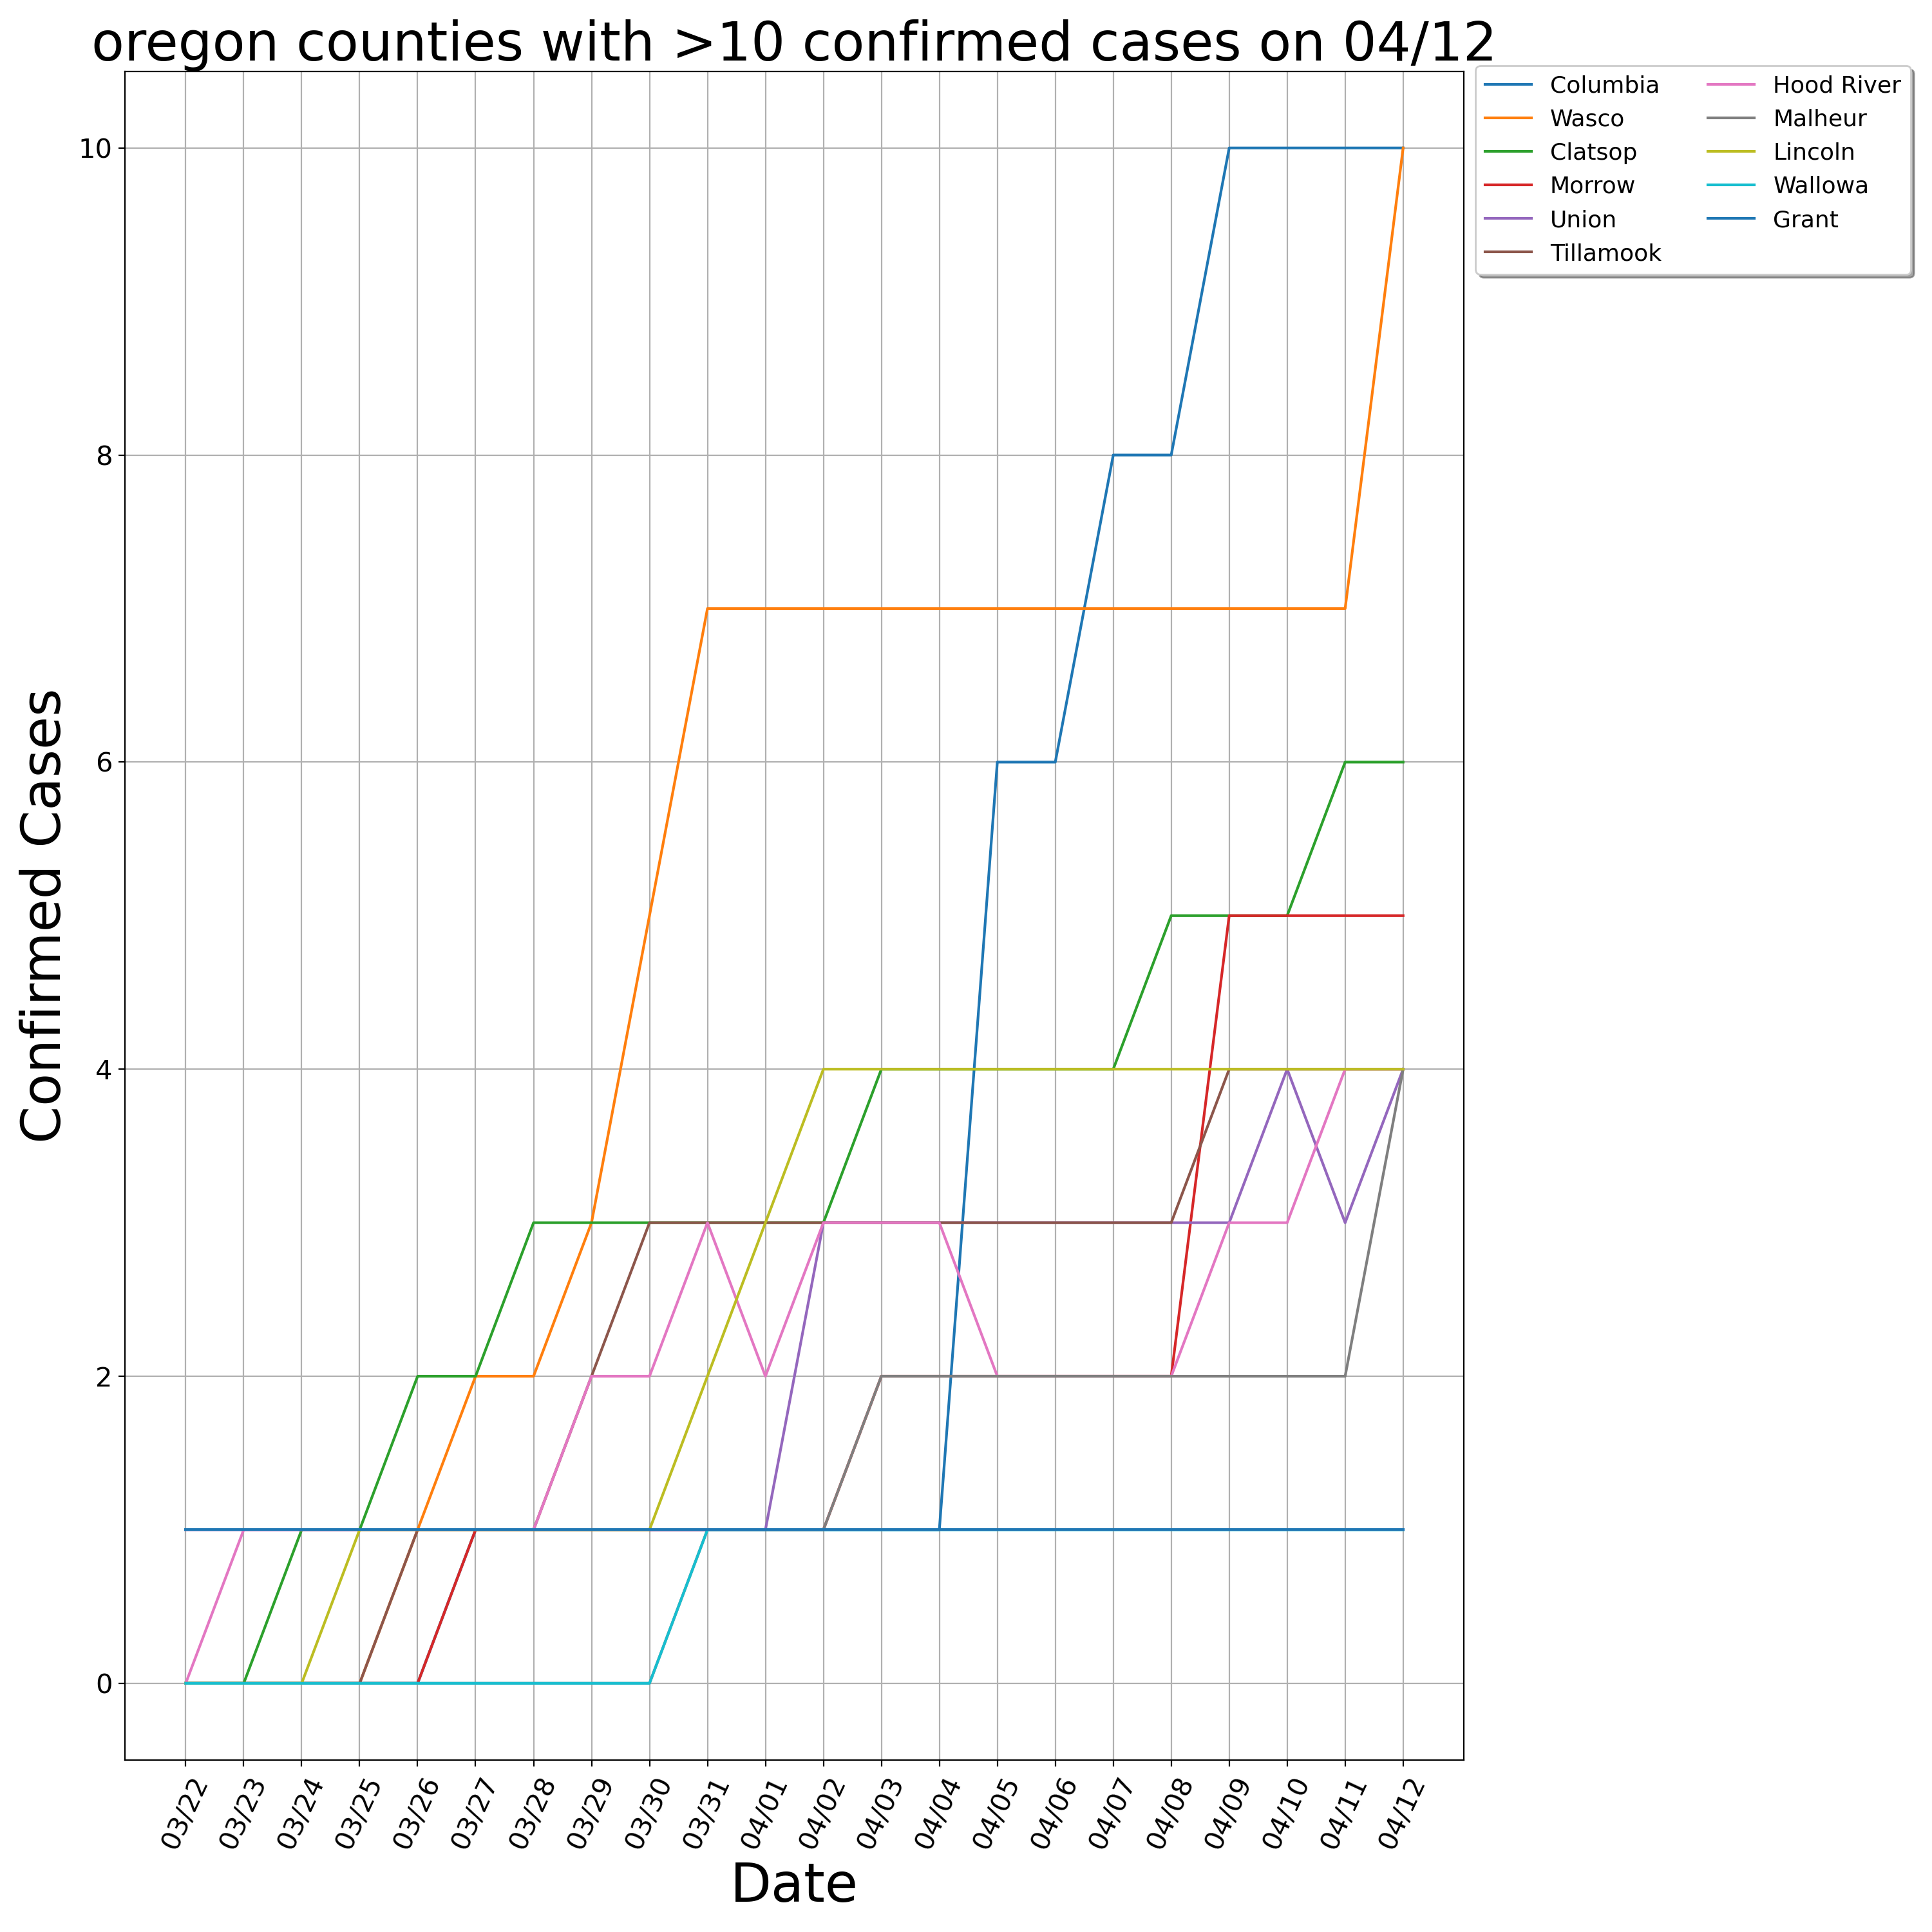 oregon counties with >10 confirmed cases on 04/12
Columbia
Wasco
Clatsop
Morrow
Union
Tillamook
Hood River
Malheur
Lincoln
Wallowa
Grant
Confirmed Cases
10
8
6
4
2
0
03/22
03/23
03/24
03/25
03/26
03/27
03/28
03/29
03/30
03/31
04/01
04/02
04/03
04/04
04/05
04/06
04/07
04/08
04/09
04/10
04/11
04/12
Date